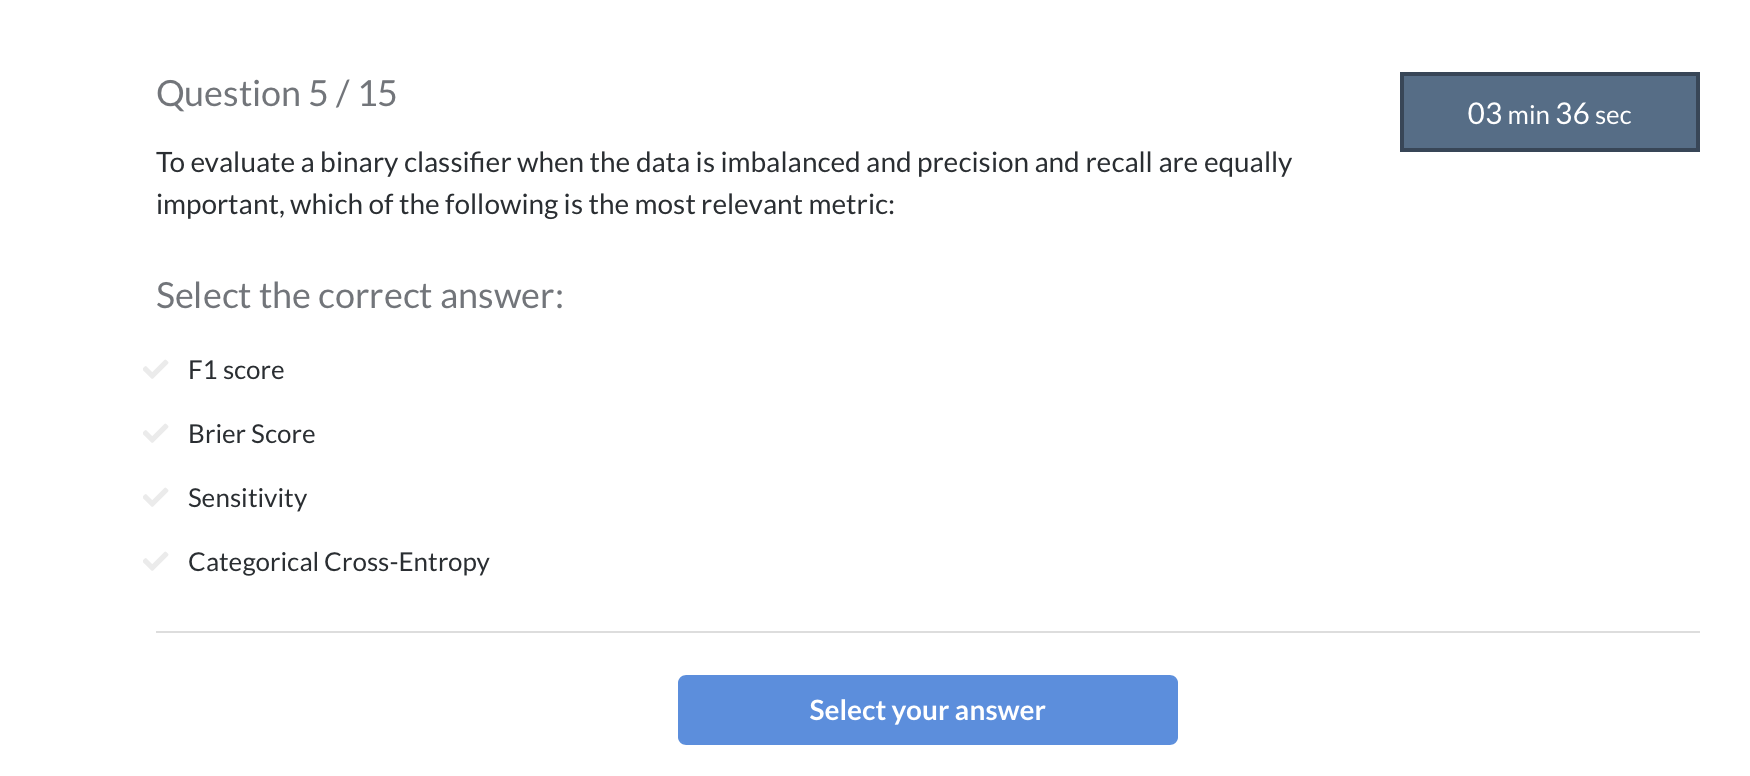 Question 5 / 15
03 min 36 sec
To evaluate a binary classifier when the data is imbalanced and precision and recall are equally
important, which of the following is the most relevant metric:
Select the correct answer:
F1 score
Brier Score
Sensitivity
Categorical Cross-Entropy
Select your answer